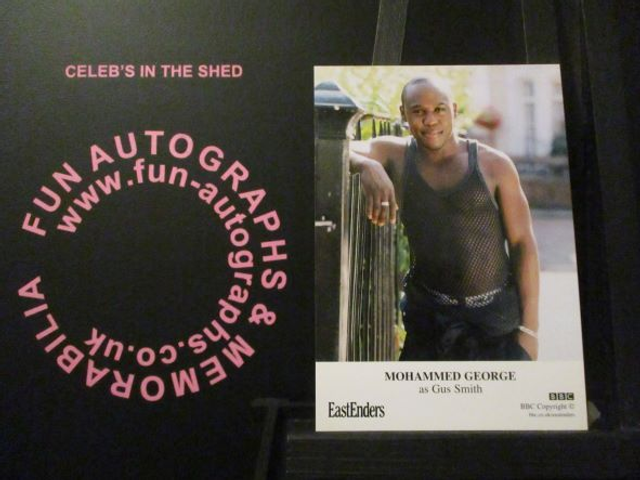 CELEB'S IN THE SHED
FUN AUTOGRAPHS & MEMORABILIA
www.fun-autographs.co.uk
MOHAMMED GEORGE
as Gus Smith
EastEnders
BBC
BBC Copyright ©